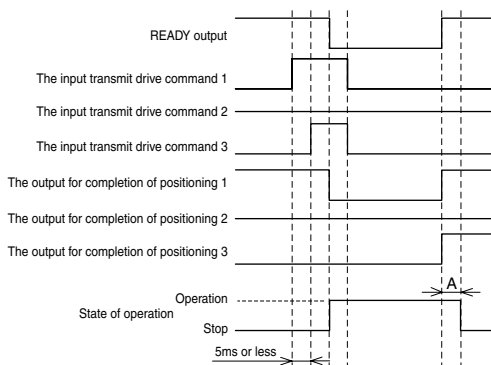 READY output
The input transmit drive command 1
The input transmit drive command 2
The input transmit drive command 3
The output for completion of positioning 1
The output for completion of positioning 2
The output for completion of positioning 3
A
Operation
State of operation
Stop
5ms or less